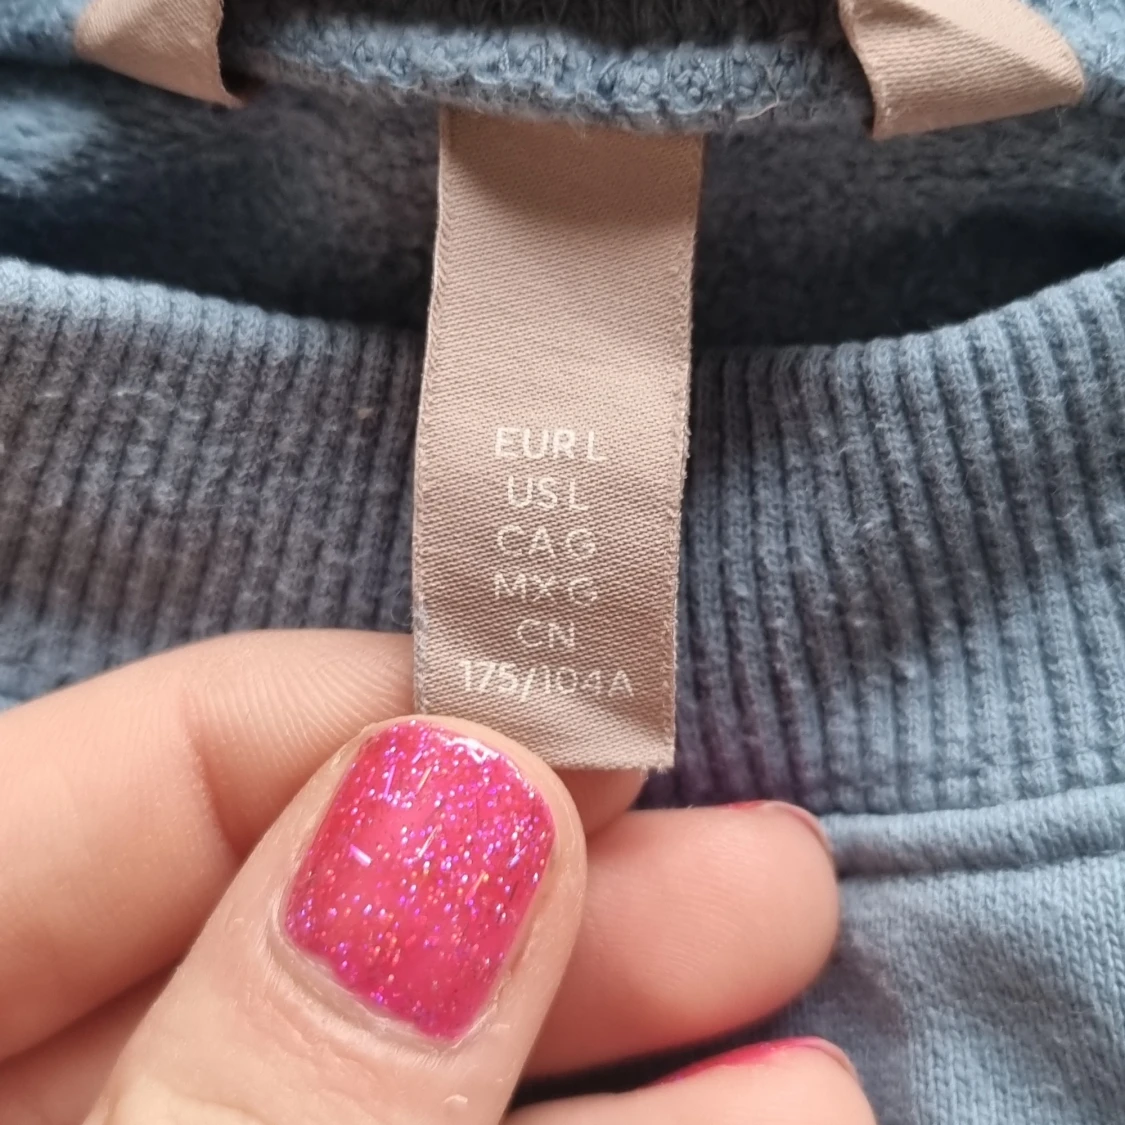 EUR L
US L
CA G
MX G
CN
175/104A